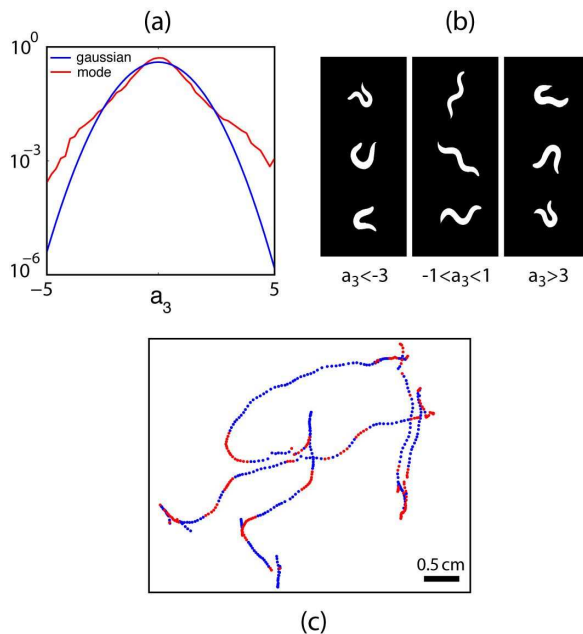 (a)
10^0
gaussian
mode
10^-3
10^-6
-5
5
a_3
(b)
a_3<-3
-1<a_3<1
a_3>3
0.5 cm
(c)